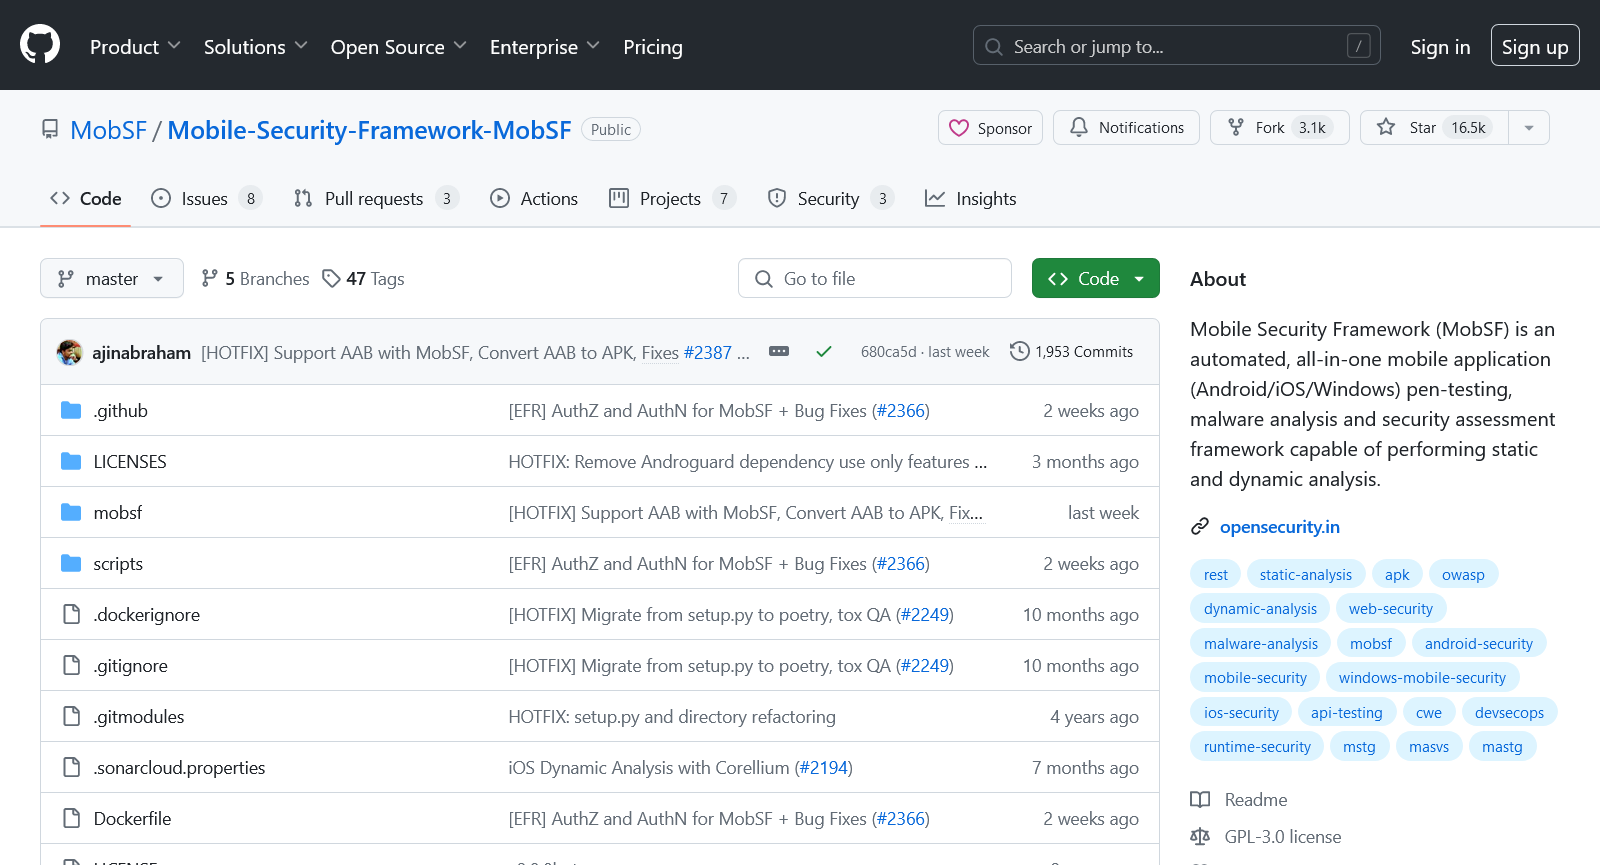 Product Solutions Open Source Enterprise Pricing Search or jump to... / Sign in Sign up
MobSF / Mobile-Security-Framework-MobSF Public Sponsor Notifications Fork 3.1k Star 16.5k
Code Issues 8 Pull requests 3 Actions Projects 7 Security 3 Insights
master 5 Branches 47 Tags Go to file Code
ajinabraham [HOTFIX] Support AAB with MobSF, Convert AAB to APK, Fixes #2387 ... 680ca5d · last week 1,953 Commits
.github [EFR] AuthZ and AuthN for MobSF + Bug Fixes (#2366) 2 weeks ago
LICENSES HOTFIX: Remove Androguard dependency use only features ... 3 months ago
mobsf [HOTFIX] Support AAB with MobSF, Convert AAB to APK, Fix... last week
scripts [EFR] AuthZ and AuthN for MobSF + Bug Fixes (#2366) 2 weeks ago
.dockerignore [HOTFIX] Migrate from setup.py to poetry, tox QA (#2249) 10 months ago
.gitignore [HOTFIX] Migrate from setup.py to poetry, tox QA (#2249) 10 months ago
.gitmodules HOTFIX: setup.py and directory refactoring 4 years ago
.sonarcloud.properties iOS Dynamic Analysis with Corellium (#2194) 7 months ago
Dockerfile [EFR] AuthZ and AuthN for MobSF + Bug Fixes (#2366) 2 weeks ago
About
Mobile Security Framework (MobSF) is an
automated, all-in-one mobile application
(Android/iOS/Windows) pen-testing,
malware analysis and security assessment
framework capable of performing static
and dynamic analysis.
opensecurity.in
rest static-analysis apk owasp
dynamic-analysis web-security
malware-analysis mobsf android-security
mobile-security windows-mobile-security
ios-security api-testing cwe devsecops
runtime-security mstg masvs mastg
Readme
GPL-3.0 license